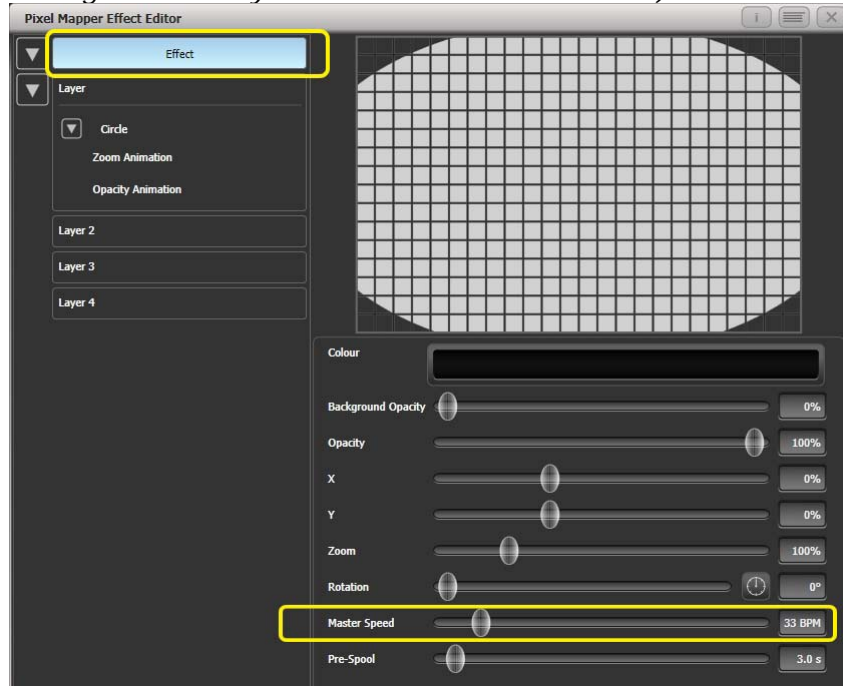 Pixel Mapper Effect Editor
Effect
Layer
Circle
Zoom Animation
Opacity Animation
Layer 2
Layer 3
Layer 4
Colour
Background Opacity 0%
Opacity 100%
X 0%
Y 0%
Zoom 100%
Rotation 0°
Master Speed 33 BPM
Pre-Spool 3.0 s